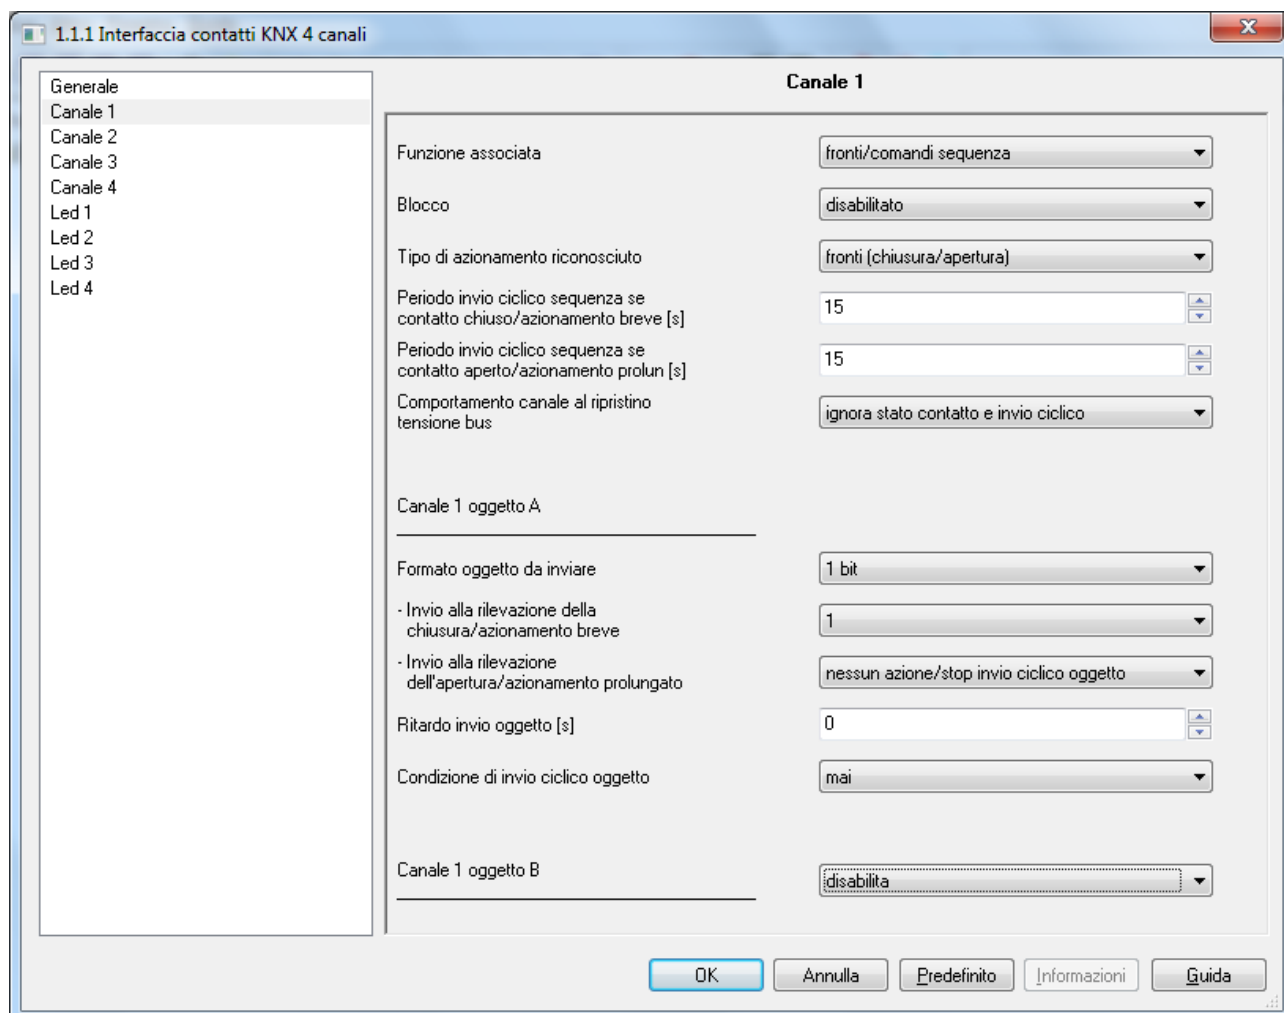 1.1.1 Interfaccia contatti KNX 4 canali
Generale
Canale 1
Canale 2
Canale 3
Canale 4
Led 1
Led 2
Led 3
Led 4
Canale 1
Funzione associata
fronti/comandi sequenza
Blocco
disabilitato
Tipo di azionamento riconosciuto
fronti (chiusura/apertura)
Periodo invio ciclico sequenza se
contatto chiuso/azionamento breve [s]
15
Periodo invio ciclico sequenza se
contatto aperto/azionamento prolun [s]
15
Comportamento canale al ripristino
tensione bus
ignora stato contatto e invio ciclico
Canale 1 oggetto A
Formato oggetto da inviare
1 bit
- Invio alla rilevazione della
chiusura/azionamento breve
1
- Invio alla rilevazione
dell'apertura/azionamento prolungato
nessun azione/stop invio ciclico oggetto
Ritardo invio oggetto [s]
0
Condizione di invio ciclico oggetto
mai
Canale 1 oggetto B
disabilita
OK
Annulla
Predefinito
Informazioni
Guida